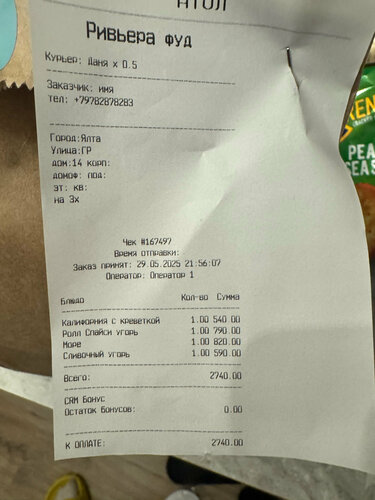 АТОЛ
Ривьера фуд
Курьер: Даня х 0.5
Заказчик: имя
тел: +79782878283
Город:Ялта
Улица:ГР
дом:14 корп:
домоф: под:
эт: кв:
на 3х
Чек #167497
Время отправки:
Заказ принят: 29.05.2025 21:56:07
Оператор: Оператор 1
Блюдо Кол-во Сумма
Калифорния с креветкой 1.00 540.00
Ролл Спайси угорь 1.00 790.00
Море 1.00 820.00
Сливочный угорь 1.00 590.00
Всего: 2740.00
CRM Бонус
Остаток бонусов: 0.00
К ОПЛАТЕ: 2740.00